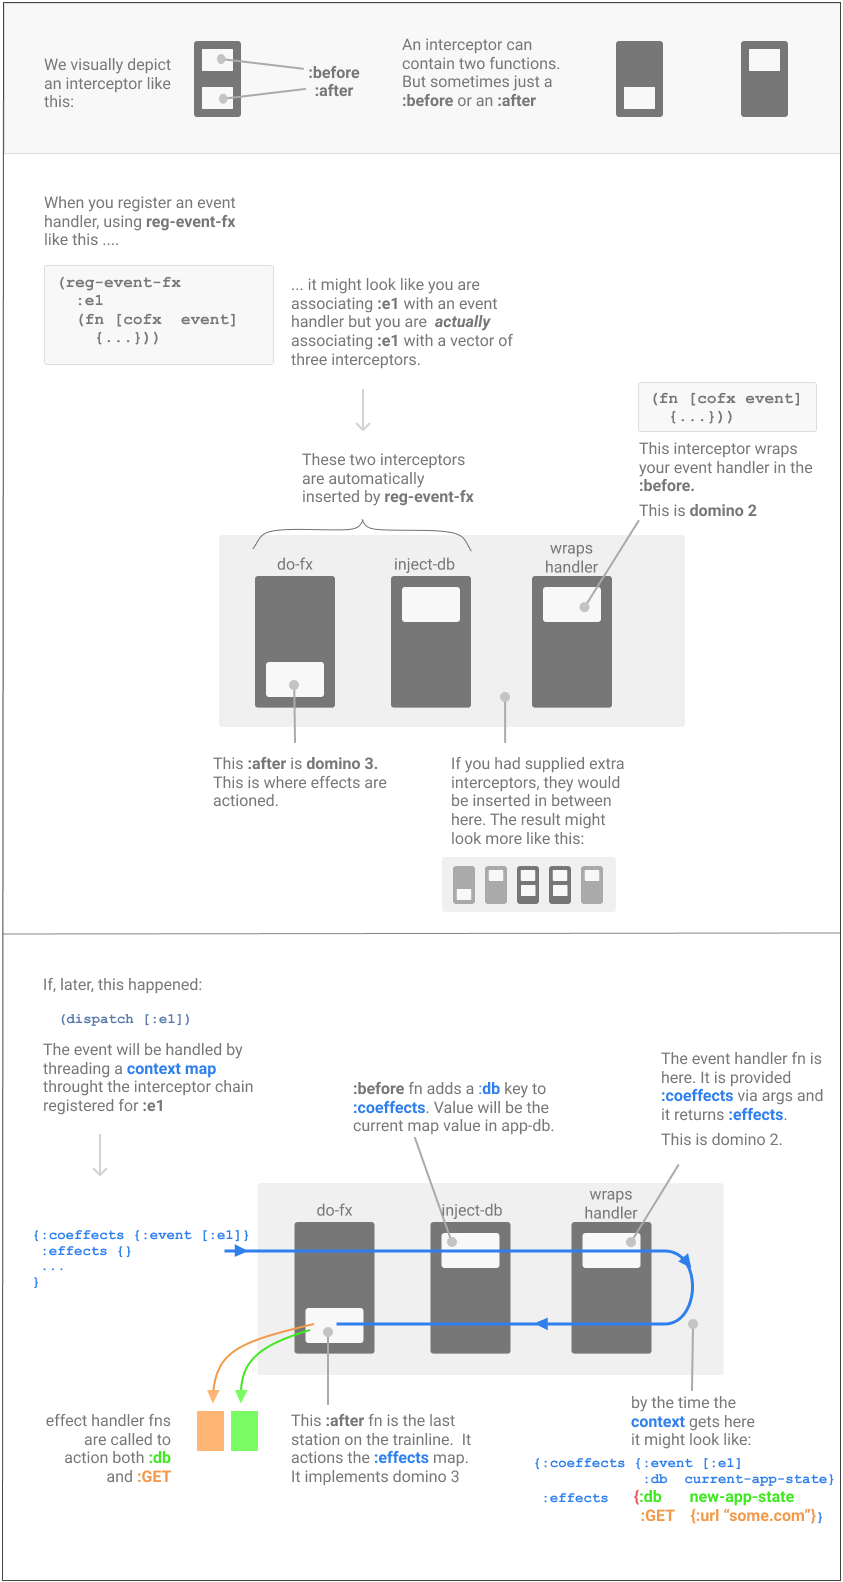 We visually depict
an interceptor like
this:
:before
:after
An interceptor can
contain two functions.
But sometimes just a
:before or an :after
When you register an event
handler, using reg-event-fx
like this ....
(reg-event-fx
:e1
(fn [cofx event]
{...}))
... it might look like you are
associating :e1 with an event
handler but you are actually
associating :e1 with a vector of
three interceptors.
(fn [cofx event]
{...}))
This interceptor wraps
your event handler in the
:before.
This is domino 2
These two interceptors
are automatically
inserted by reg-event-fx
do-fx
inject-db
wraps
handler
This :after is domino 3.
This is where effects are
actioned.
If you had supplied extra
interceptors, they would
be inserted in between
here. The result might
look more like this:
If, later, this happened:
(dispatch [:e1])
The event will be handled by
threading a context map
throught the interceptor chain
registered for :e1
:before fn adds a :db key to
:coeffects. Value will be the
current map value in app-db.
The event handler fn is
here. It is provided
:coeffects via args and
it returns :effects.
This is domino 2.
do-fx
inject-db
wraps
handler
{:coeffects {:event [:e1]}
:effects {}
...
}
effect handler fns
are called to
action both :db
and :GET
This :after fn is the last
station on the trainline. It
actions the :effects map.
It implements domino 3
by the time the
context gets here
it might look like:
{:coeffects {:event [:e1]
:db current-app-state}
:effects {:db new-app-state
:GET {:url “some.com”}}